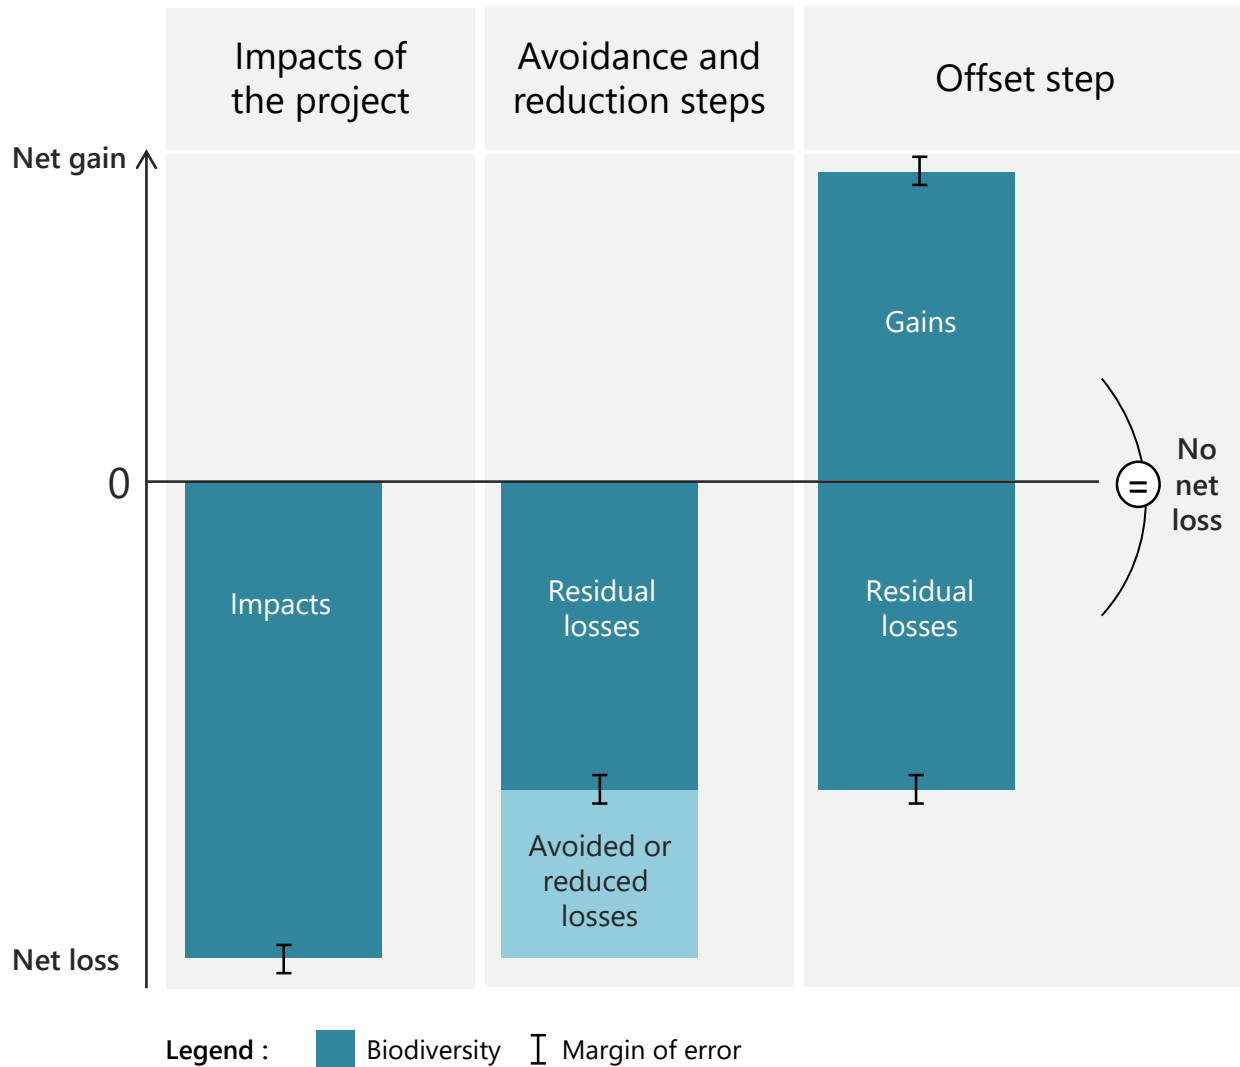 Impacts of
the project
Avoidance and
reduction steps
Offset step
Net gain
Gains
0
=
No
net
loss
Impacts
Residual
losses
Residual
losses
Avoided or
reduced
losses
Net loss
Legend :
Biodiversity
Margin of error